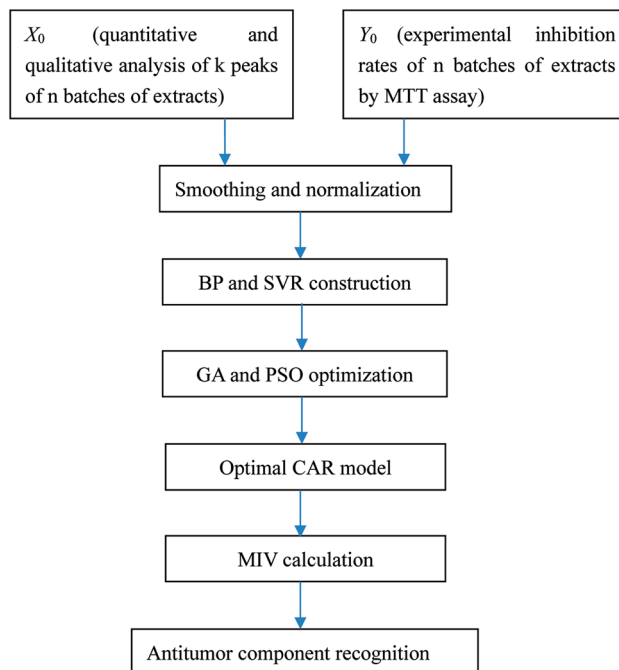 X₀ (quantitative and
qualitative analysis of k peaks
of n batches of extracts)
Y₀ (experimental inhibition
rates of n batches of extracts
by MTT assay)
Smoothing and normalization
BP and SVR construction
GA and PSO optimization
Optimal CAR model
MIV calculation
Antitumor component recognition